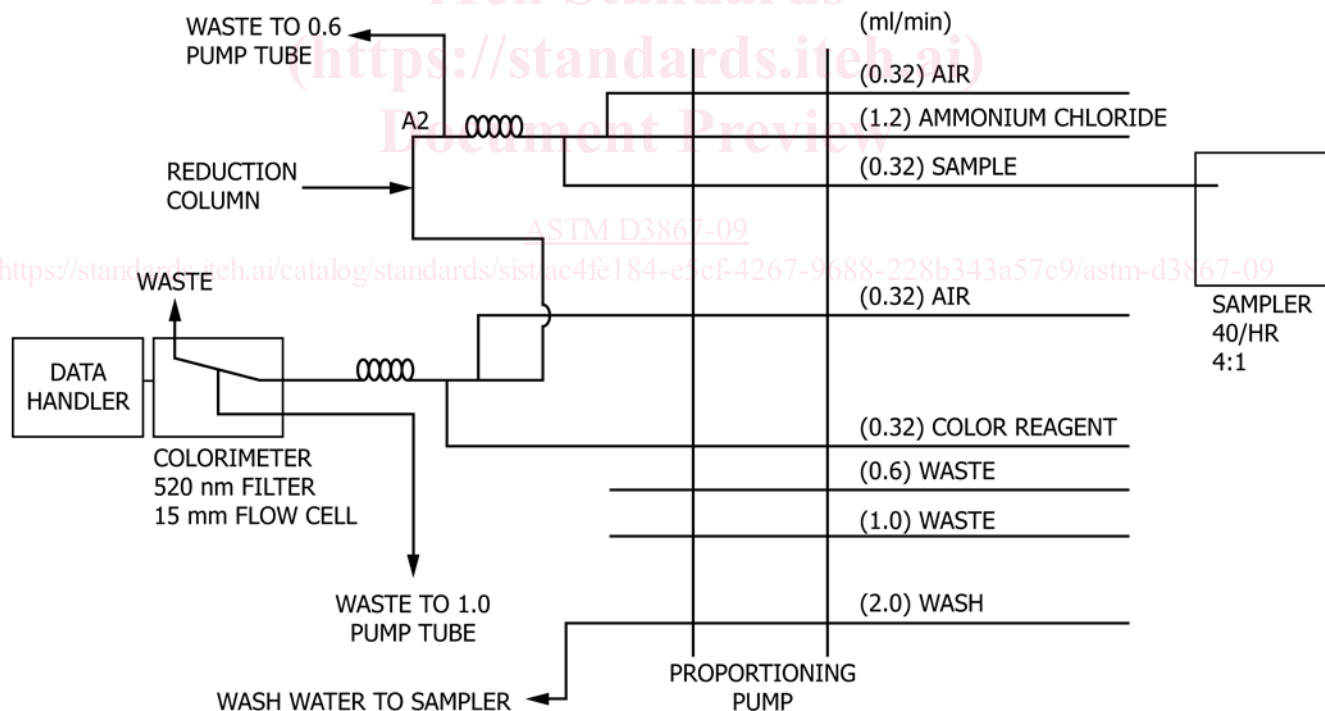 iTeh Standards
(https://standards.iteh.ai)
Document Preview
ASTM D3867-09
https://standards.iteh.ai/catalog/standards/sist/ac4fe184-e5cf-4267-9688-228b343a57c9/astm-d3867-09
WASTE TO 0.6
PUMP TUBE
(ml/min)
(0.32) AIR
A2
(1.2) AMMONIUM CHLORIDE
REDUCTION
COLUMN
(0.32) SAMPLE
WASTE
(0.32) AIR
SAMPLER
40/HR
4:1
DATA
HANDLER
(0.32) COLOR REAGENT
COLORIMETER
520 nm FILTER
15 mm FLOW CELL
(0.6) WASTE
(1.0) WASTE
WASTE TO 1.0
PUMP TUBE
(2.0) WASH
PROPORTIONING
PUMP
WASH WATER TO SAMPLER